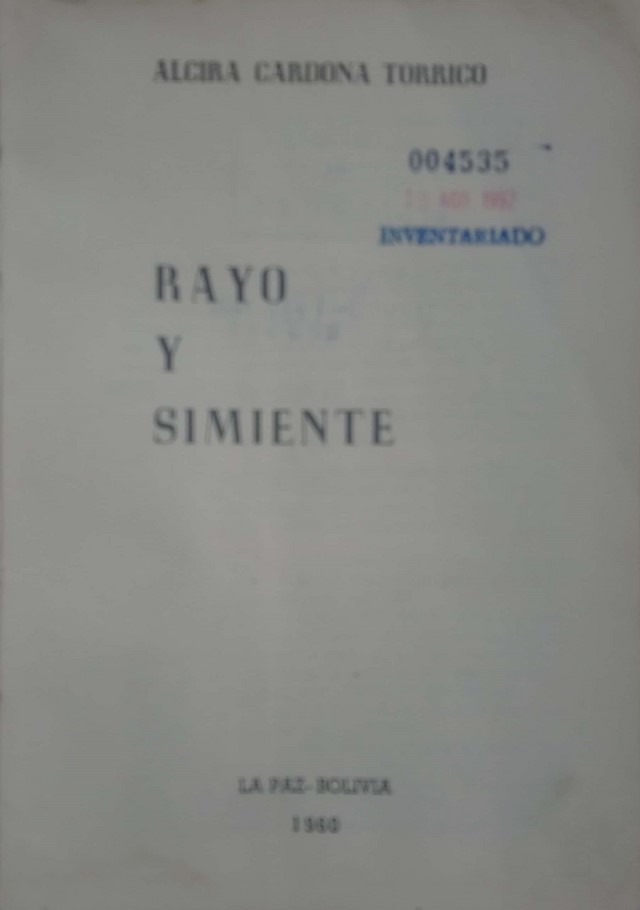 ALCIRA CARDONA TORRICO
004535
INVENTARIADO
RAYO
Y
SIMIENTE
LA PAZ - BOLIVIA
1960